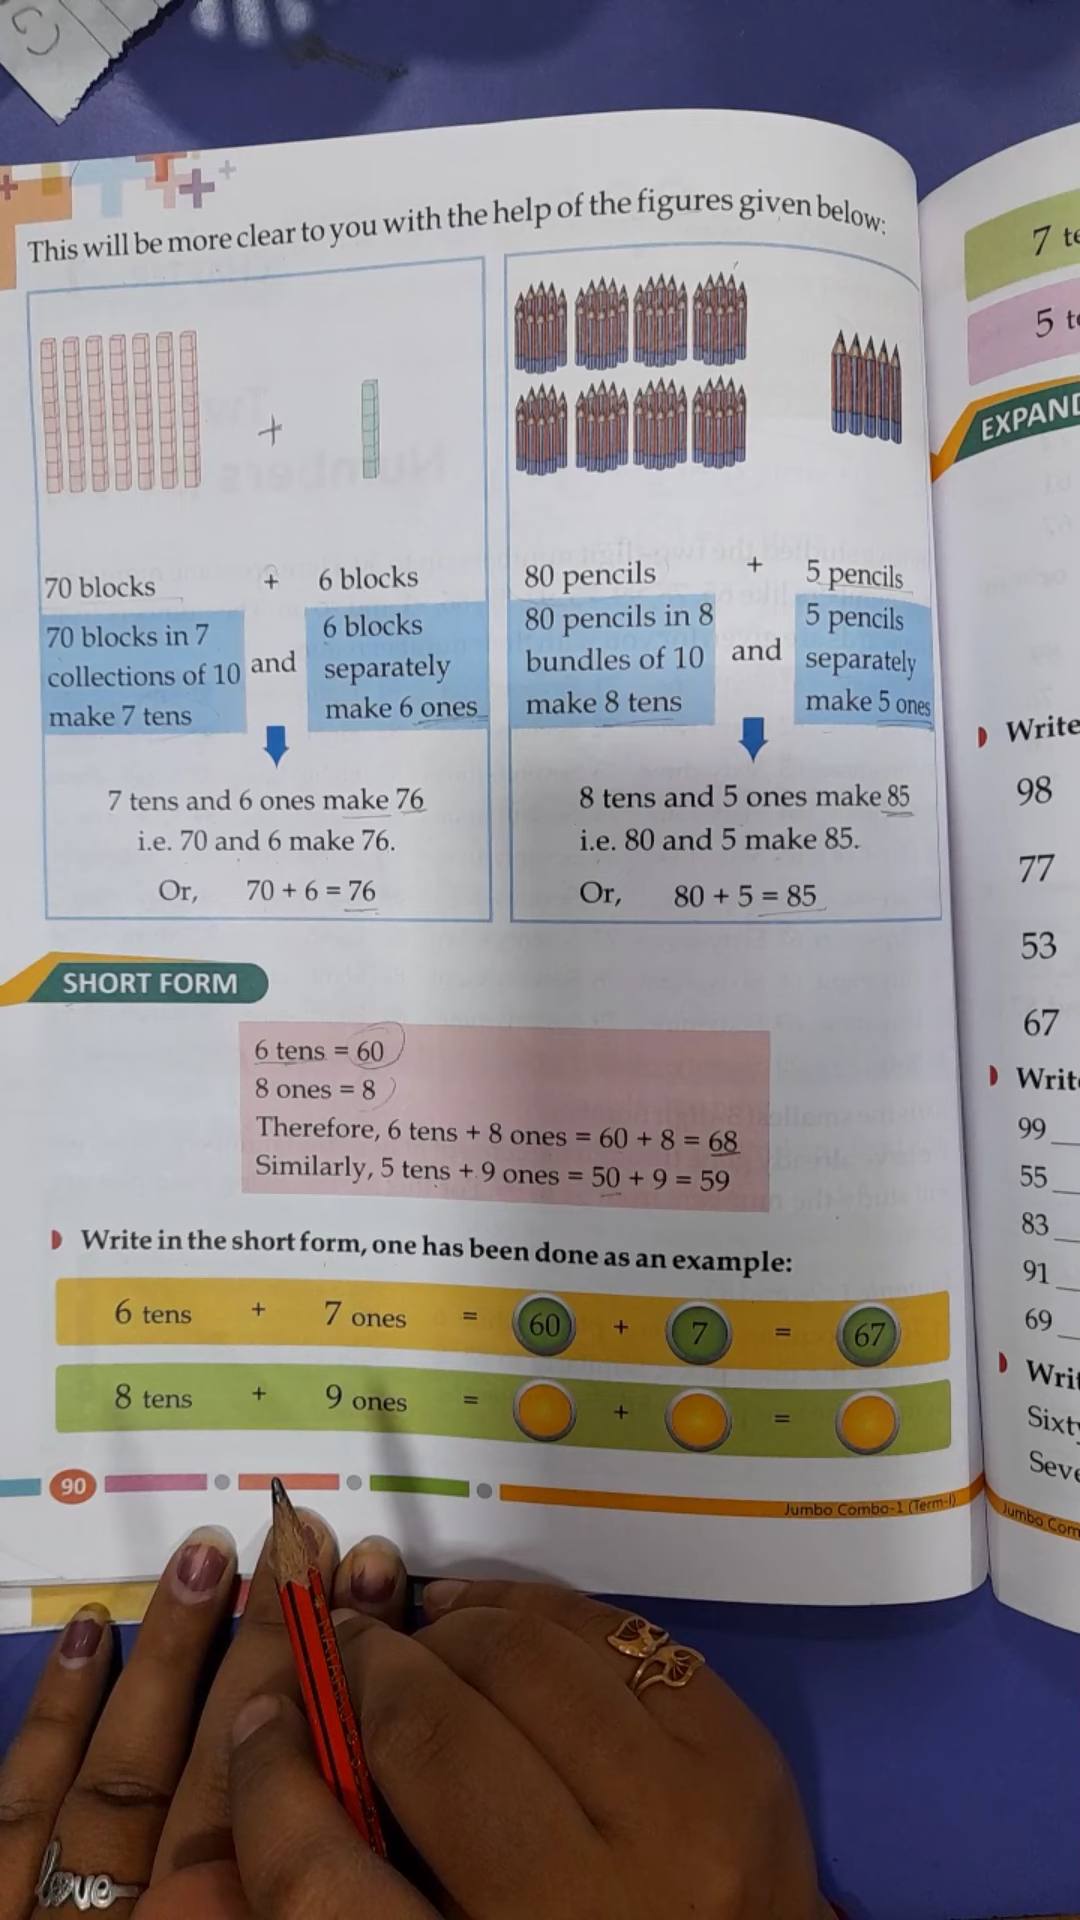 G
This will be more clear to you with the help of the figures given below:
+
70 blocks + 6 blocks
70 blocks in 7
collections of 10
make 7 tens
and
6 blocks
separately
make 6 ones
7 tens and 6 ones make 76
i.e. 70 and 6 make 76.
Or, 70 + 6 = 76
80 pencils + 5 pencils
80 pencils in 8
bundles of 10
make 8 tens
and
5 pencils
separately
make 5 ones
8 tens and 5 ones make 85
i.e. 80 and 5 make 85.
Or, 80 + 5 = 85
SHORT FORM
6 tens = 60
8 ones = 8
Therefore, 6 tens + 8 ones = 60 + 8 = 68
Similarly, 5 tens + 9 ones = 50 + 9 = 59
Write in the short form, one has been done as an example:
6 tens + 7 ones = 60 + 7 = 67
8 tens + 9 ones = + =
90
Jumbo Combo-1 (Term-I)
7 te
5 te
EXPAND
Write
98
77
53
67
Write
99
55
83
91
69
Writ
Sixty
Seve
Jumbo Com
love